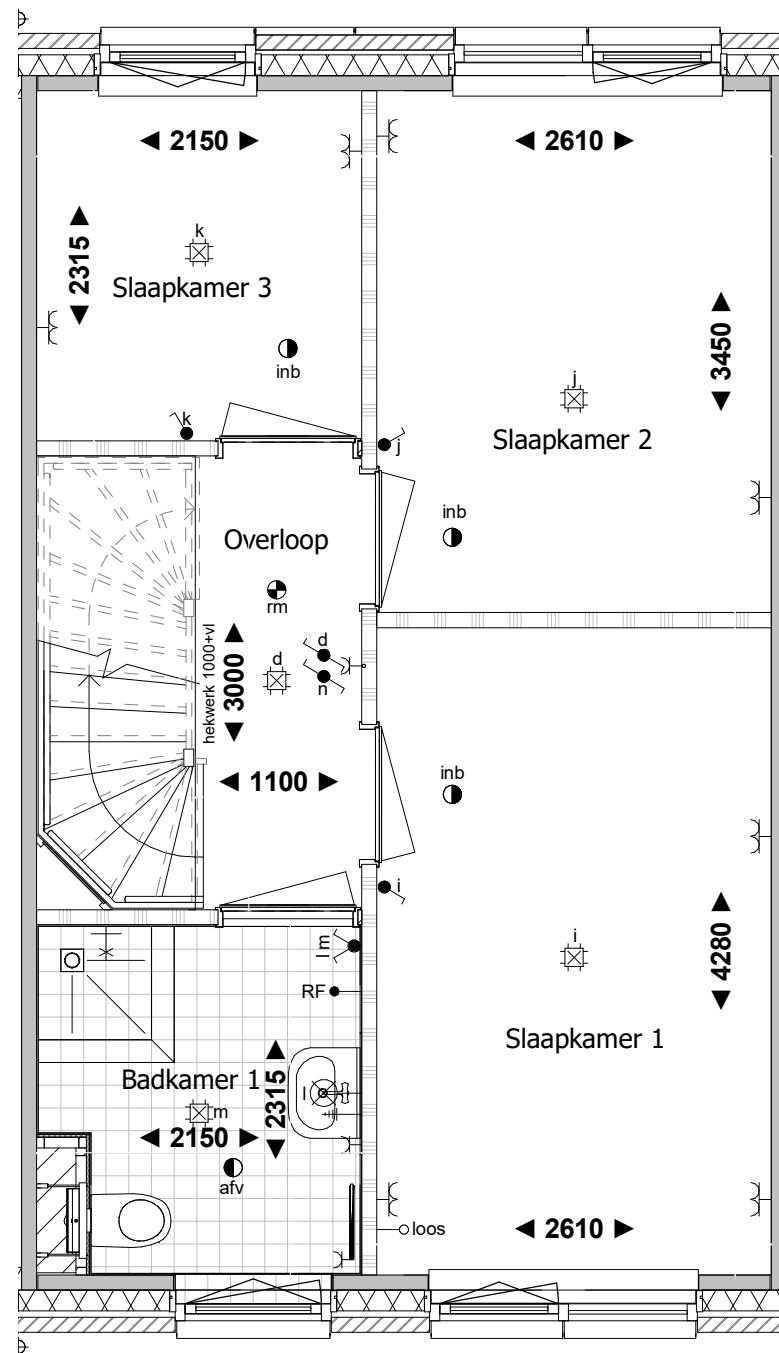 2150
2610
k
2315
Slaapkamer 3
3450
inb
j
k
Slaapkamer 2
j
inb
Overloop
rm
d
d
n
hekwerk 1000+vl
3000
1100
inb
i
i
4280
l m
RF
Slaapkamer 1
Badkamer 1
2315
l
m
2150
afv
loos
2610